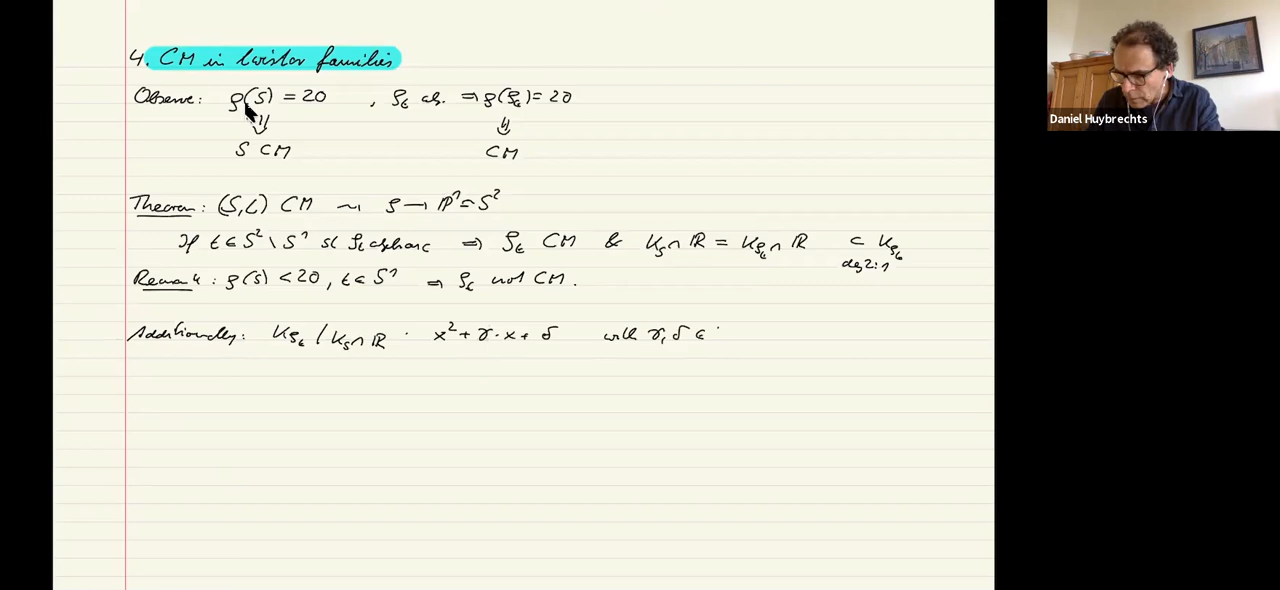 4. CM in twistor families
Observe: ρ(S) = 20 , S_t alg. ⇒ ρ(S_t) = 20
⇓ ⇓
S CM CM
Theorem: (S, L) CM ⇝ S → ℙ¹ = S²
If t ∈ S² \ S¹ st S_t algebraic ⇒ S_t CM & K_S ∩ ℝ = K_{S_t} ∩ ℝ ⊂ K_{S_t}
deg 2:1
Remark: ρ(S) < 20, t ∈ S¹ ⇒ S_t not CM.
Additionally: K_{S_t} / K_S ∩ ℝ : x² + γ·x + δ with γ, δ ∈
Daniel Huybrechts